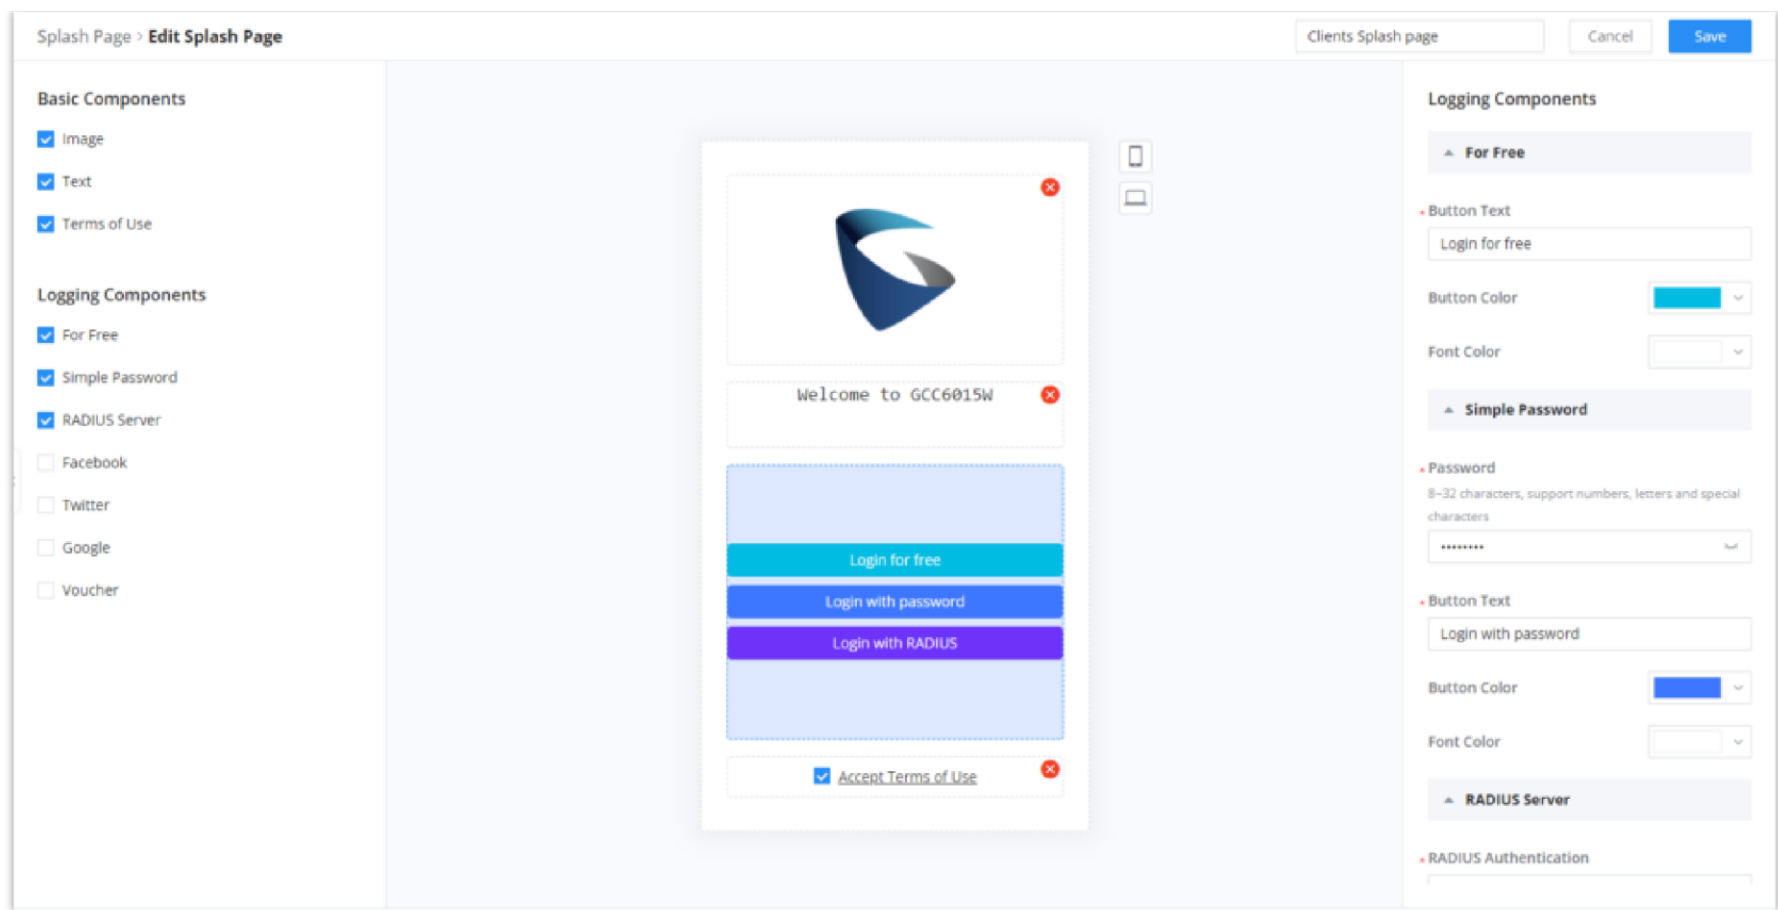 Splash Page > Edit Splash Page
Clients Splash page
Cancel
Save
Basic Components
Image
Text
Terms of Use
Logging Components
For Free
Simple Password
RADIUS Server
Facebook
Twitter
Google
Voucher
Welcome to GCC6015W
Login for free
Login with password
Login with RADIUS
Accept Terms of Use
Logging Components
For Free
* Button Text
Login for free
Button Color
Font Color
Simple Password
* Password
8-32 characters, support numbers, letters and special
characters
••••••••
* Button Text
Login with password
Button Color
Font Color
RADIUS Server
* RADIUS Authentication